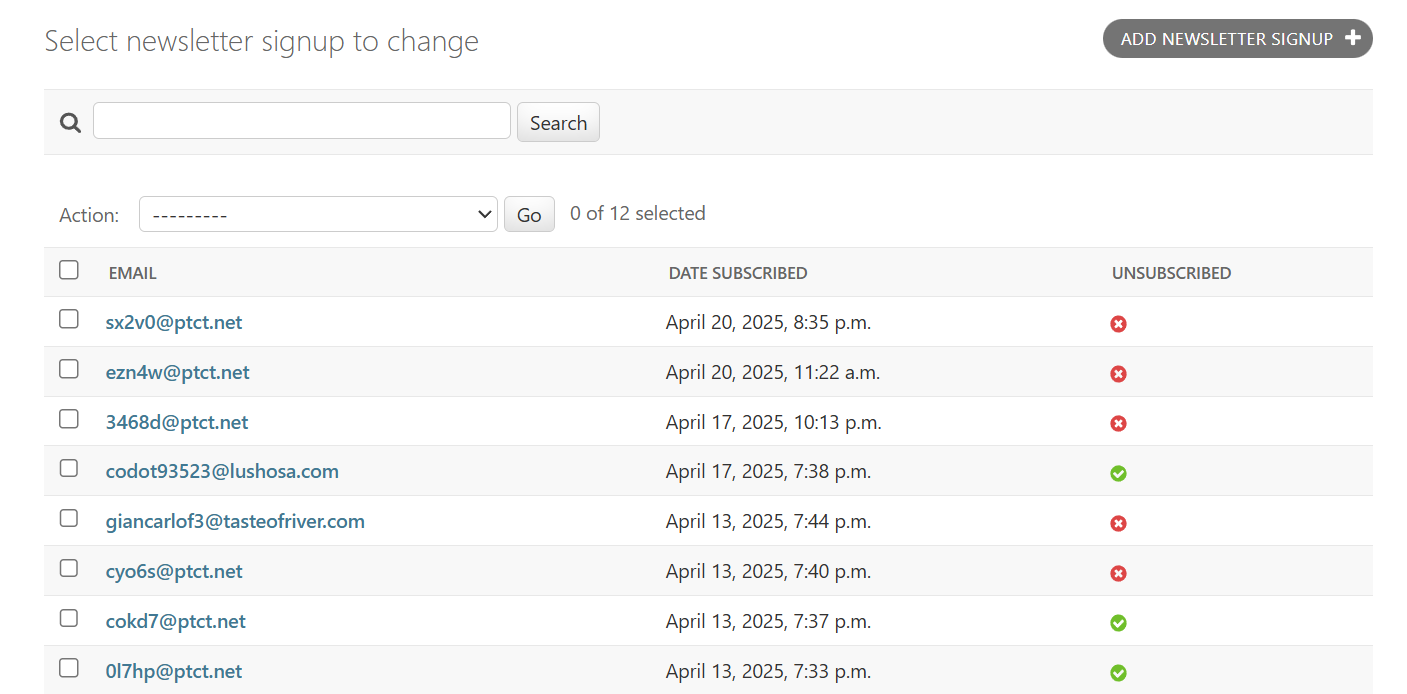 Select newsletter signup to change
ADD NEWSLETTER SIGNUP +
Search
Action: --------- Go 0 of 12 selected
EMAIL DATE SUBSCRIBED UNSUBSCRIBED
sx2v0@ptct.net April 20, 2025, 8:35 p.m.
ezn4w@ptct.net April 20, 2025, 11:22 a.m.
3468d@ptct.net April 17, 2025, 10:13 p.m.
codot93523@lushosa.com April 17, 2025, 7:38 p.m.
giancarlof3@tasteofriver.com April 13, 2025, 7:44 p.m.
cyo6s@ptct.net April 13, 2025, 7:40 p.m.
cokd7@ptct.net April 13, 2025, 7:37 p.m.
0l7hp@ptct.net April 13, 2025, 7:33 p.m.